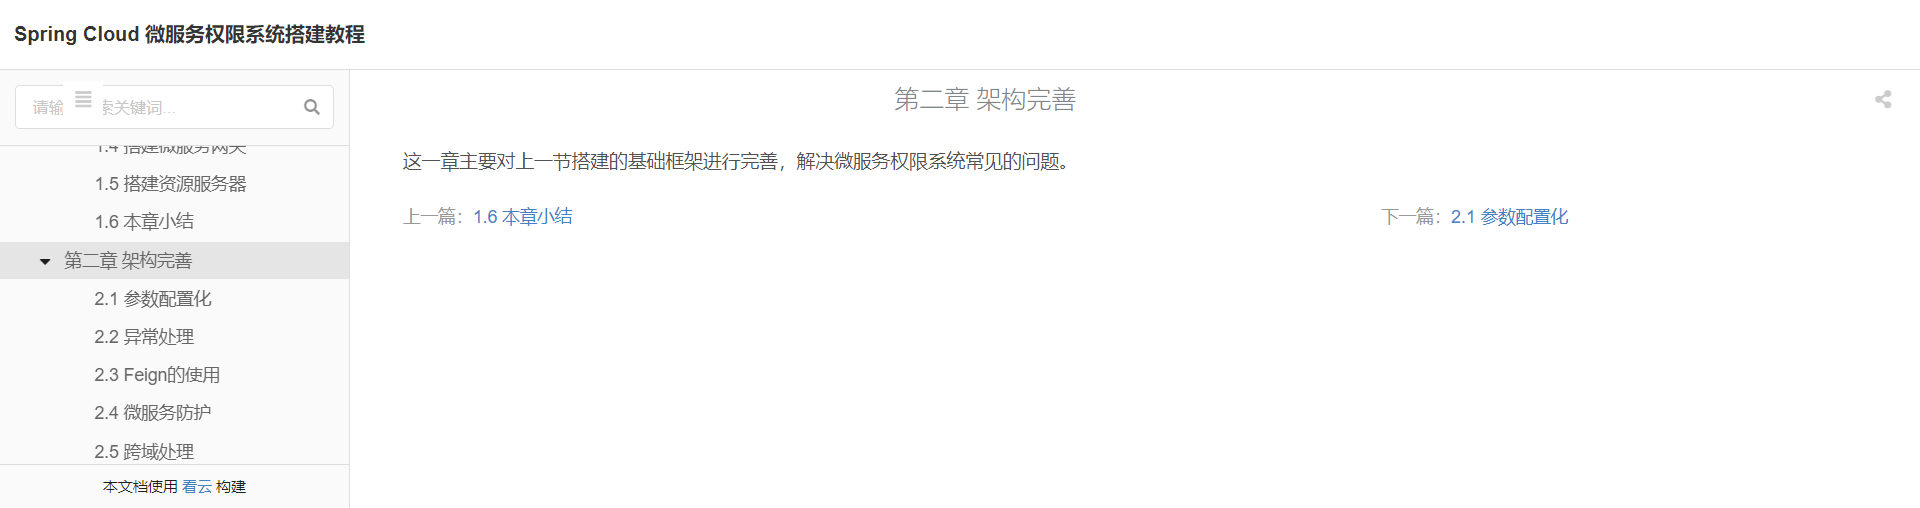 Spring Cloud 微服务权限系统搭建教程
请输 索关键词...
1.4 搭建微服务网关
1.5 搭建资源服务器
1.6 本章小结
第二章 架构完善
2.1 参数配置化
2.2 异常处理
2.3 Feign的使用
2.4 微服务防护
2.5 跨域处理
本文档使用 看云 构建
第二章 架构完善
这一章主要对上一节搭建的基础框架进行完善，解决微服务权限系统常见的问题。
上一篇：1.6 本章小结
下一篇：2.1 参数配置化